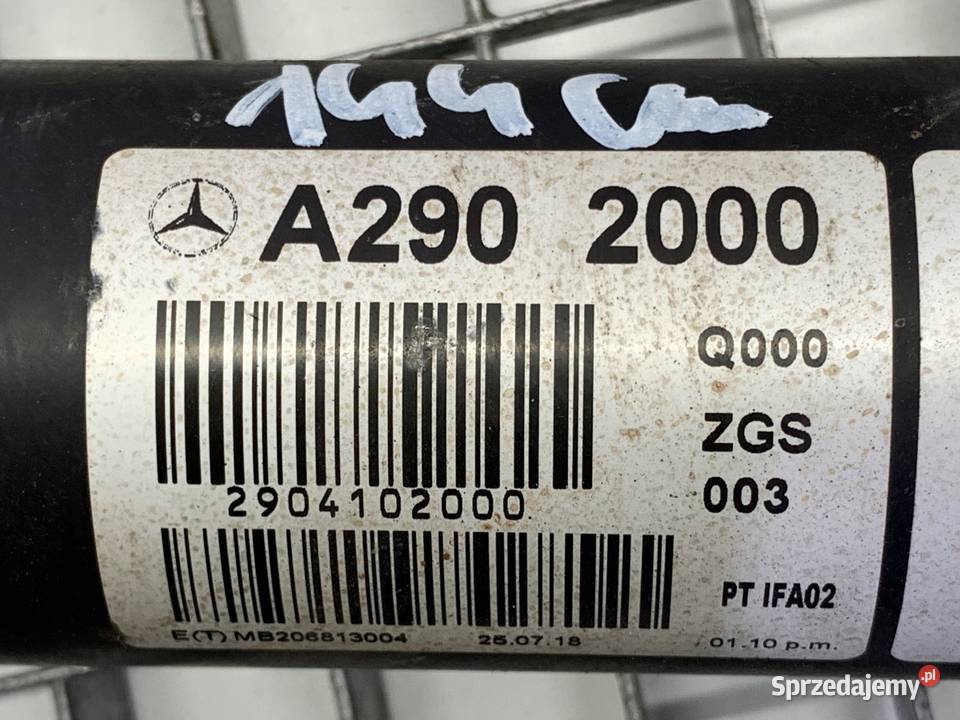 144 cm
A290 2000
Q000
2904102000
ZGS
003
PT IFA02
E(T) MB206813004 25.07.18
01.10 p.m.
Sprzedajemy.pl